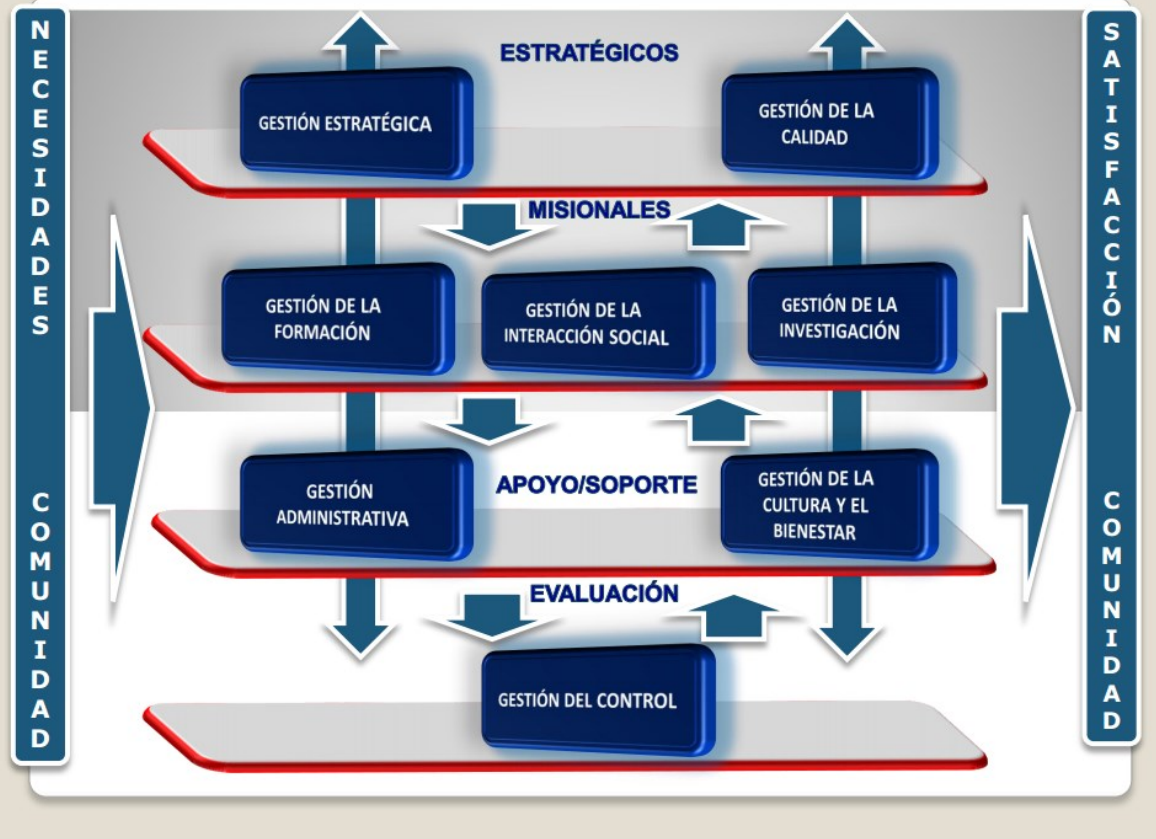 NECESIDADES
COMUNIDAD
ESTRATÉGICOS
GESTIÓN ESTRATÉGICA
GESTIÓN DE LA
CALIDAD
MISIONALES
GESTIÓN DE LA
FORMACIÓN
GESTIÓN DE LA
INTERACCIÓN SOCIAL
GESTIÓN DE LA
INVESTIGACIÓN
APOYO/SOPORTE
GESTIÓN
ADMINISTRATIVA
GESTIÓN DE LA
CULTURA Y EL
BIENESTAR
EVALUACIÓN
GESTIÓN DEL CONTROL
SATISFACCIÓN
COMUNIDAD